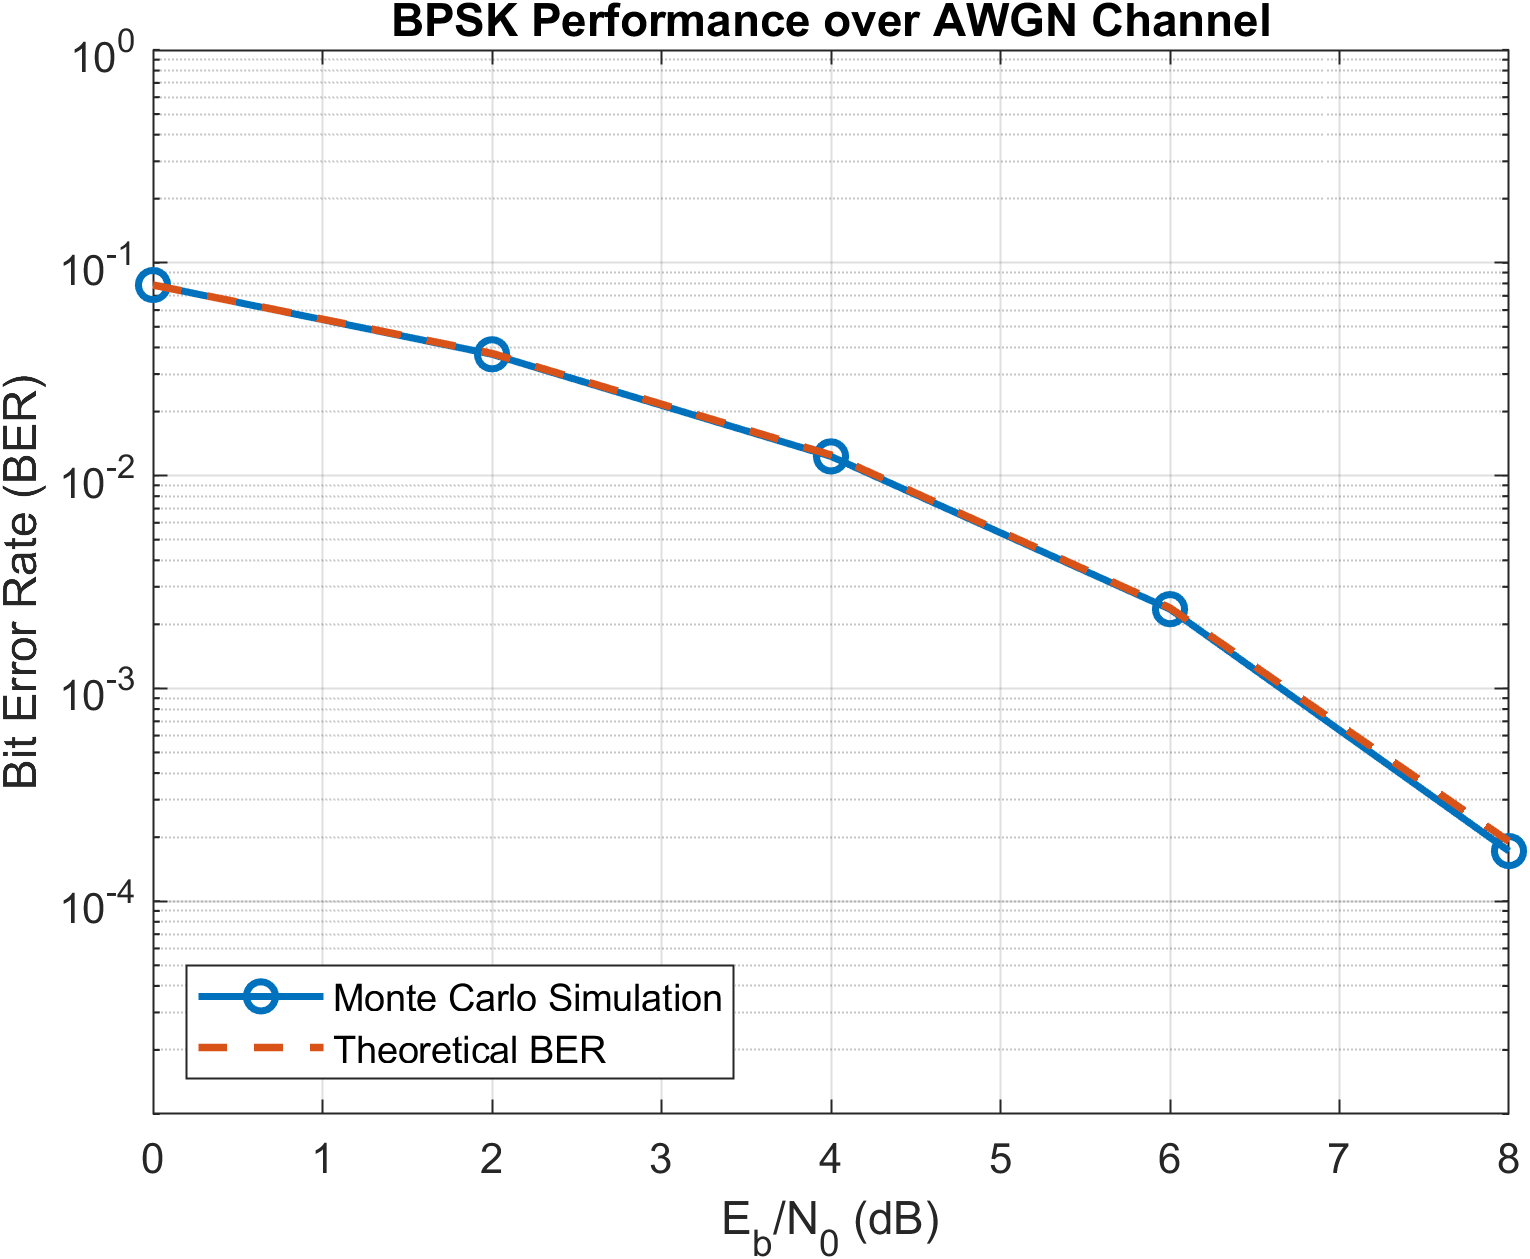 BPSK Performance over AWGN Channel
10^0
10^-1
10^-2
10^-3
10^-4
Bit Error Rate (BER)
Monte Carlo Simulation
Theoretical BER
0 1 2 3 4 5 6 7 8
E_b/N_0 (dB)